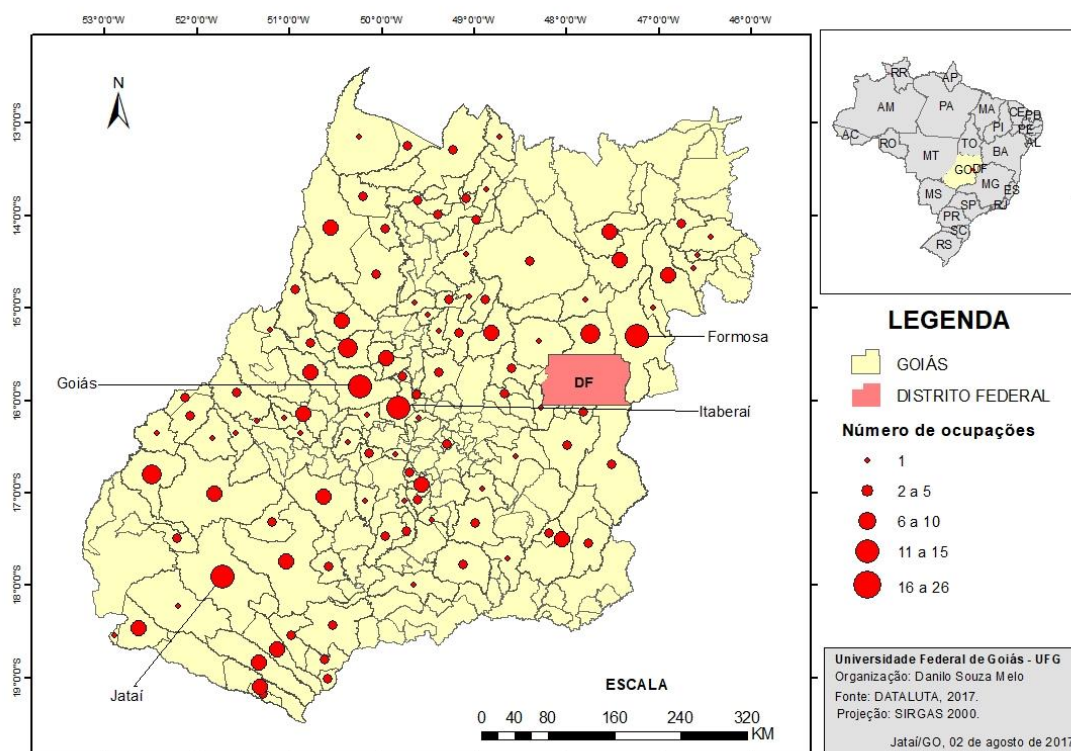 53°0'0"W 52°0'0"W 51°0'0"W 50°0'0"W 49°0'0"W 48°0'0"W 47°0'0"W 46°0'0"W
N
13°0'0"S
14°0'0"S
15°0'0"S
16°0'0"S
17°0'0"S
18°0'0"S
19°0'0"S
Formosa
Goiás
DF
Itaberaí
Jataí
ESCALA
0 40 80 160 240 320
KM
RR
AP
AM
PA
MA
CE
PB
PI
PE
AC
AL
TO
RO
BA
MT
GO
DF
MG
ES
MS
SP
RJ
PR
SC
RS
LEGENDA
GOIÁS
DISTRITO FEDERAL
Número de ocupações
1
2 a 5
6 a 10
11 a 15
16 a 26
Universidade Federal de Goiás - UFG
Organização: Danilo Souza Melo
Fonte: DATALUTA, 2017.
Projeção: SIRGAS 2000.
Jataí/GO, 02 de agosto de 2017